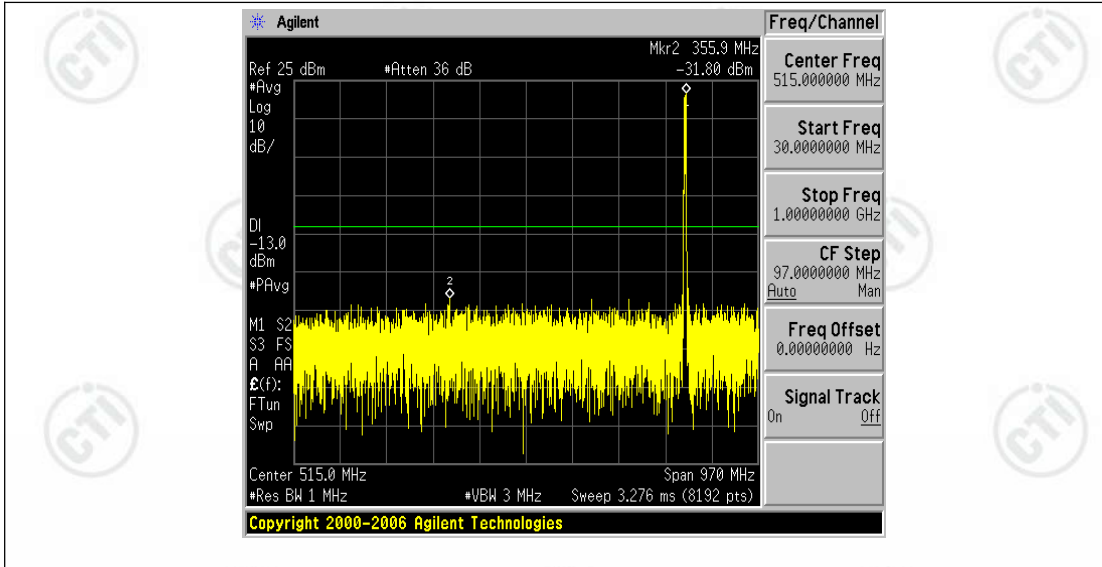 Agilent
Freq/Channel
Mkr2 355.9 MHz
Ref 25 dBm #Atten 36 dB -31.80 dBm
#Avg
Log
10
dB/
DI
-13.0
dBm
#PAvg
2
M1 S2
S3 FS
A AA
£(f):
FTun
Swp
Center 515.0 MHz Span 970 MHz
#Res BW 1 MHz #VBW 3 MHz Sweep 3.276 ms (8192 pts)
Copyright 2000-2006 Agilent Technologies
Center Freq
515.000000 MHz
Start Freq
30.0000000 MHz
Stop Freq
1.00000000 GHz
CF Step
97.0000000 MHz
Auto Man
Freq Offset
0.00000000 Hz
Signal Track
On Off
CTI
CTI
CTI
CTI